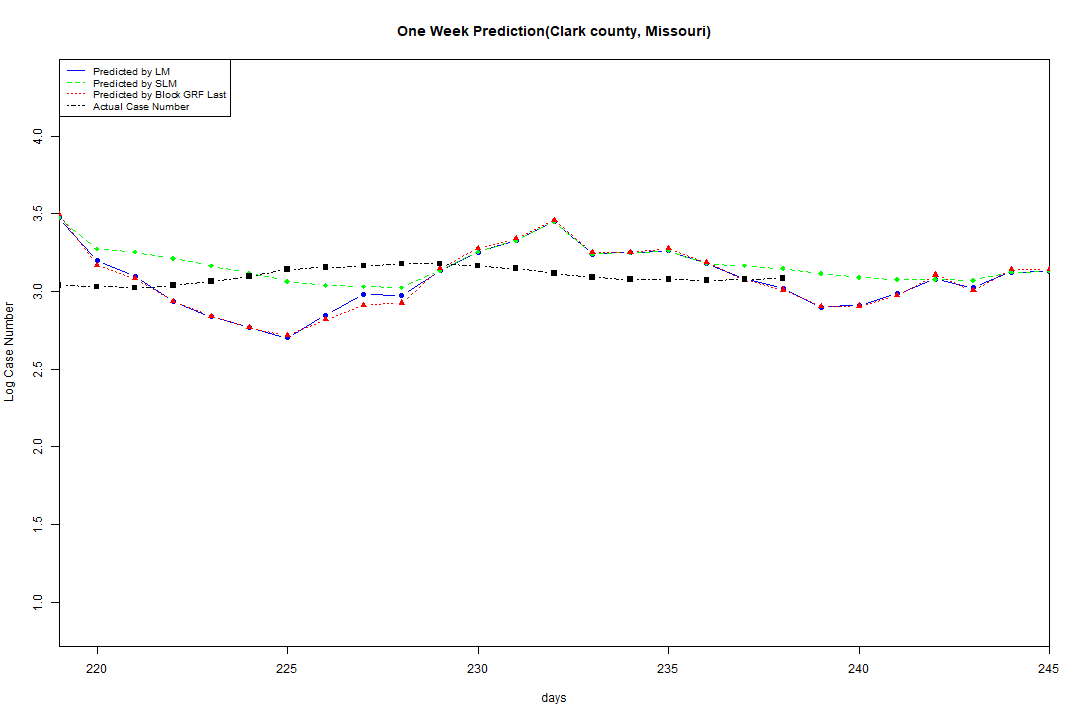 One Week Prediction(Clark county, Missouri)
Predicted by LM
Predicted by SLM
Predicted by Block GRF Last
Actual Case Number
4.0
3.5
3.0
2.5
2.0
1.5
1.0
Log Case Number
220 225 230 235 240 245
days